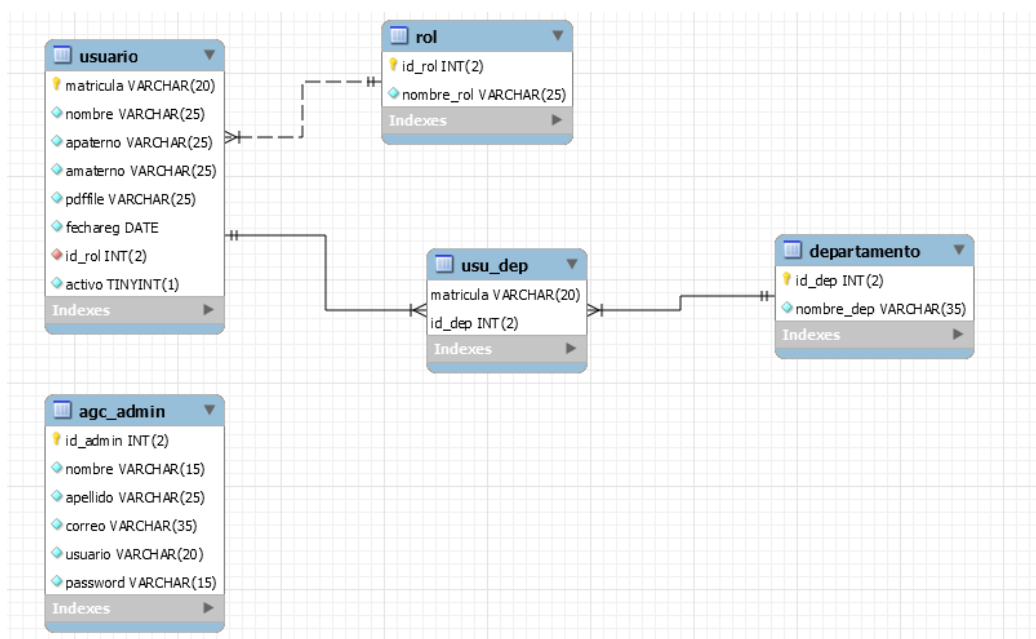 usuario
matricula VARCHAR(20)
nombre VARCHAR(25)
apaterno VARCHAR(25)
amaterno VARCHAR(25)
pdffile VARCHAR(25)
fechareg DATE
id_rol INT(2)
activo TINYINT(1)
Indexes
rol
id_rol INT(2)
nombre_rol VARCHAR(25)
Indexes
usu_dep
matricula VARCHAR(20)
id_dep INT(2)
Indexes
departamento
id_dep INT(2)
nombre_dep VARCHAR(35)
Indexes
agc_admin
id_admin INT(2)
nombre VARCHAR(15)
apellido VARCHAR(25)
correo VARCHAR(35)
usuario VARCHAR(20)
password VARCHAR(15)
Indexes